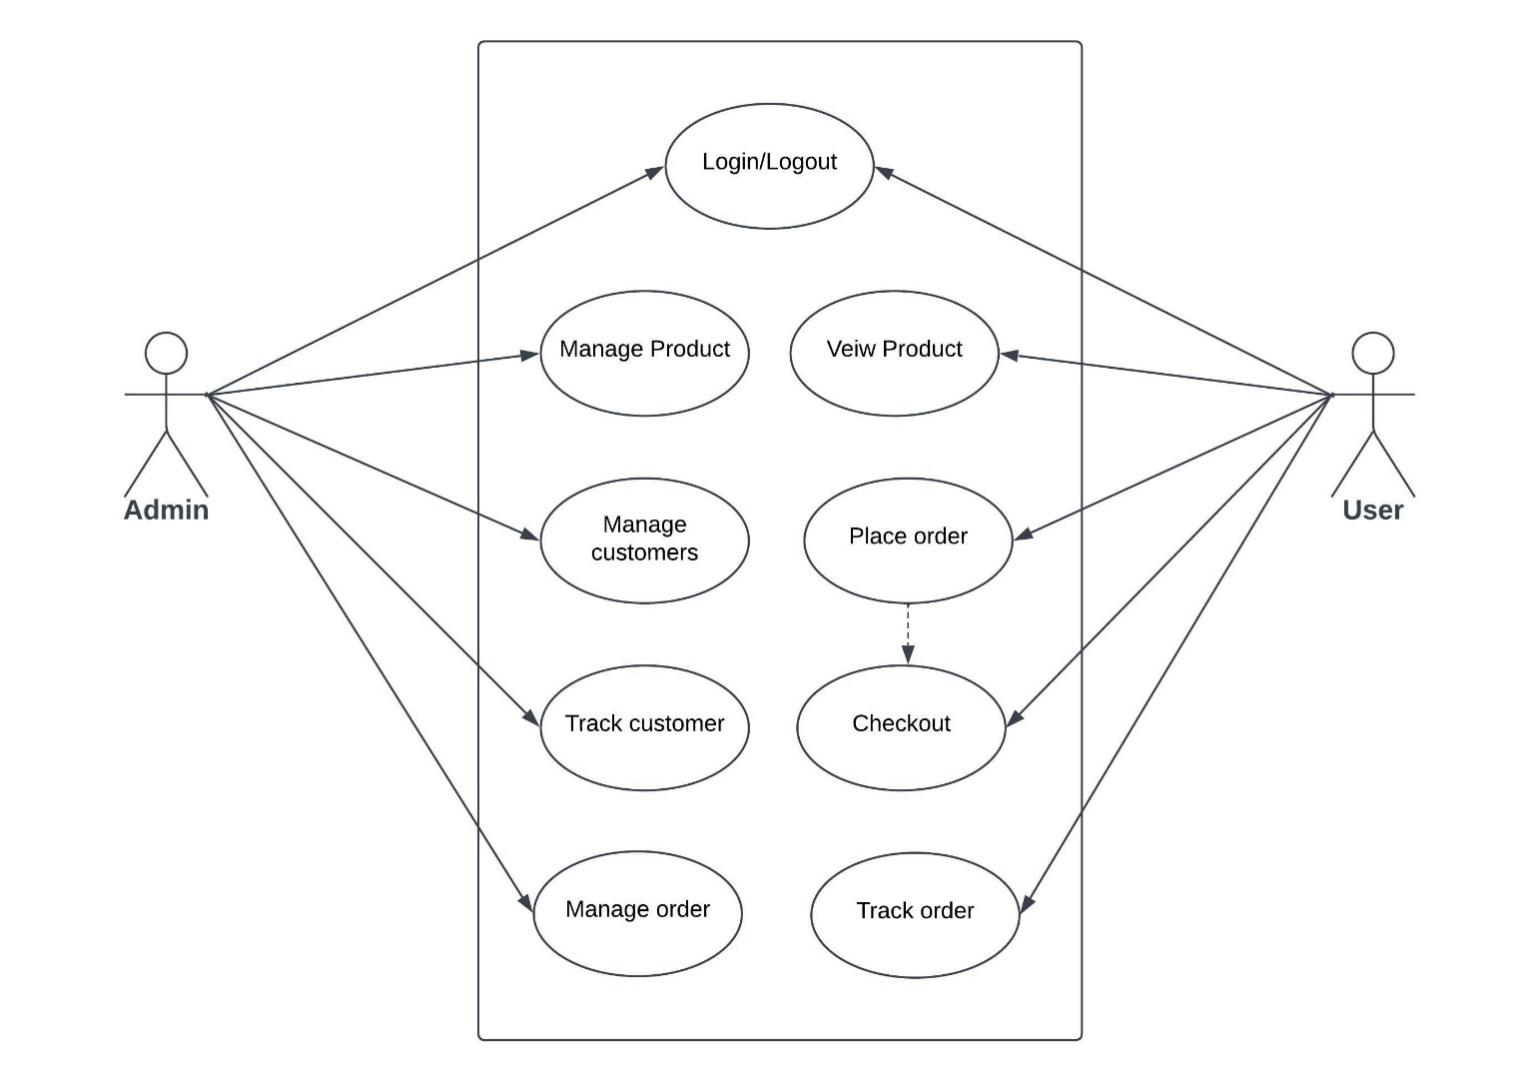 Login/Logout
Manage Product
Veiw Product
Admin
User
Manage
customers
Place order
Track customer
Checkout
Manage order
Track order